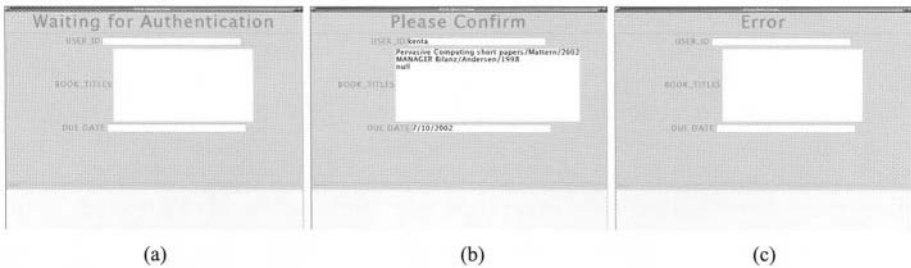 Waiting for Authentication
USER_ID
BOOK_TITLES
DUE DATE
(a)
Please Confirm
USER_ID kenta
Pervasive Computing short papers/Mattern/2002
MANAGER Bilanz/Andersen/1998
null
BOOK_TITLES
DUE DATE 7/10/2002
(b)
Error
USER_ID
BOOK_TITLES
DUE DATE
(c)